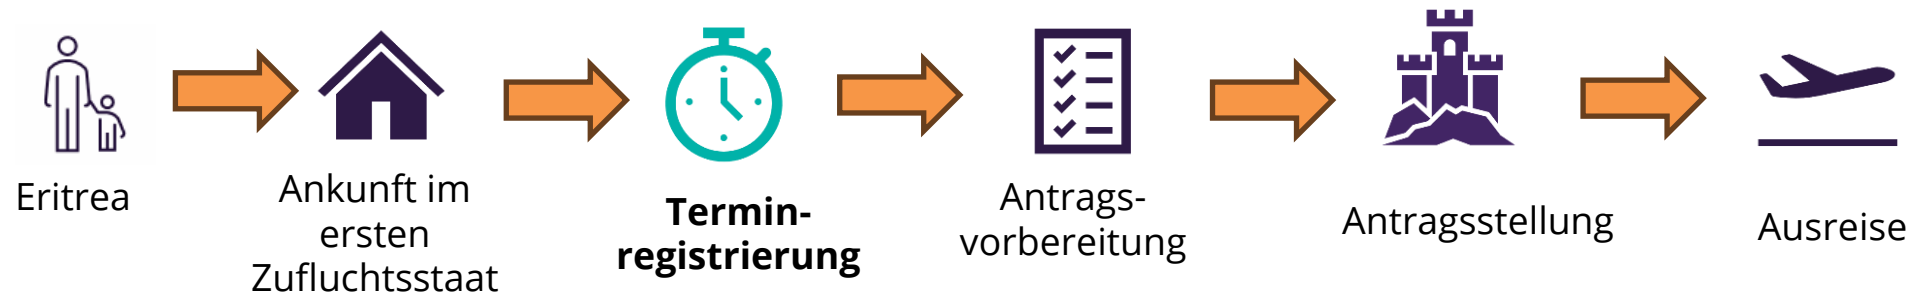 Eritrea
Ankunft im
ersten
Zufluchtsstaat
Termin-
registrierung
Antrags-
vorbereitung
Antragsstellung
Ausreise